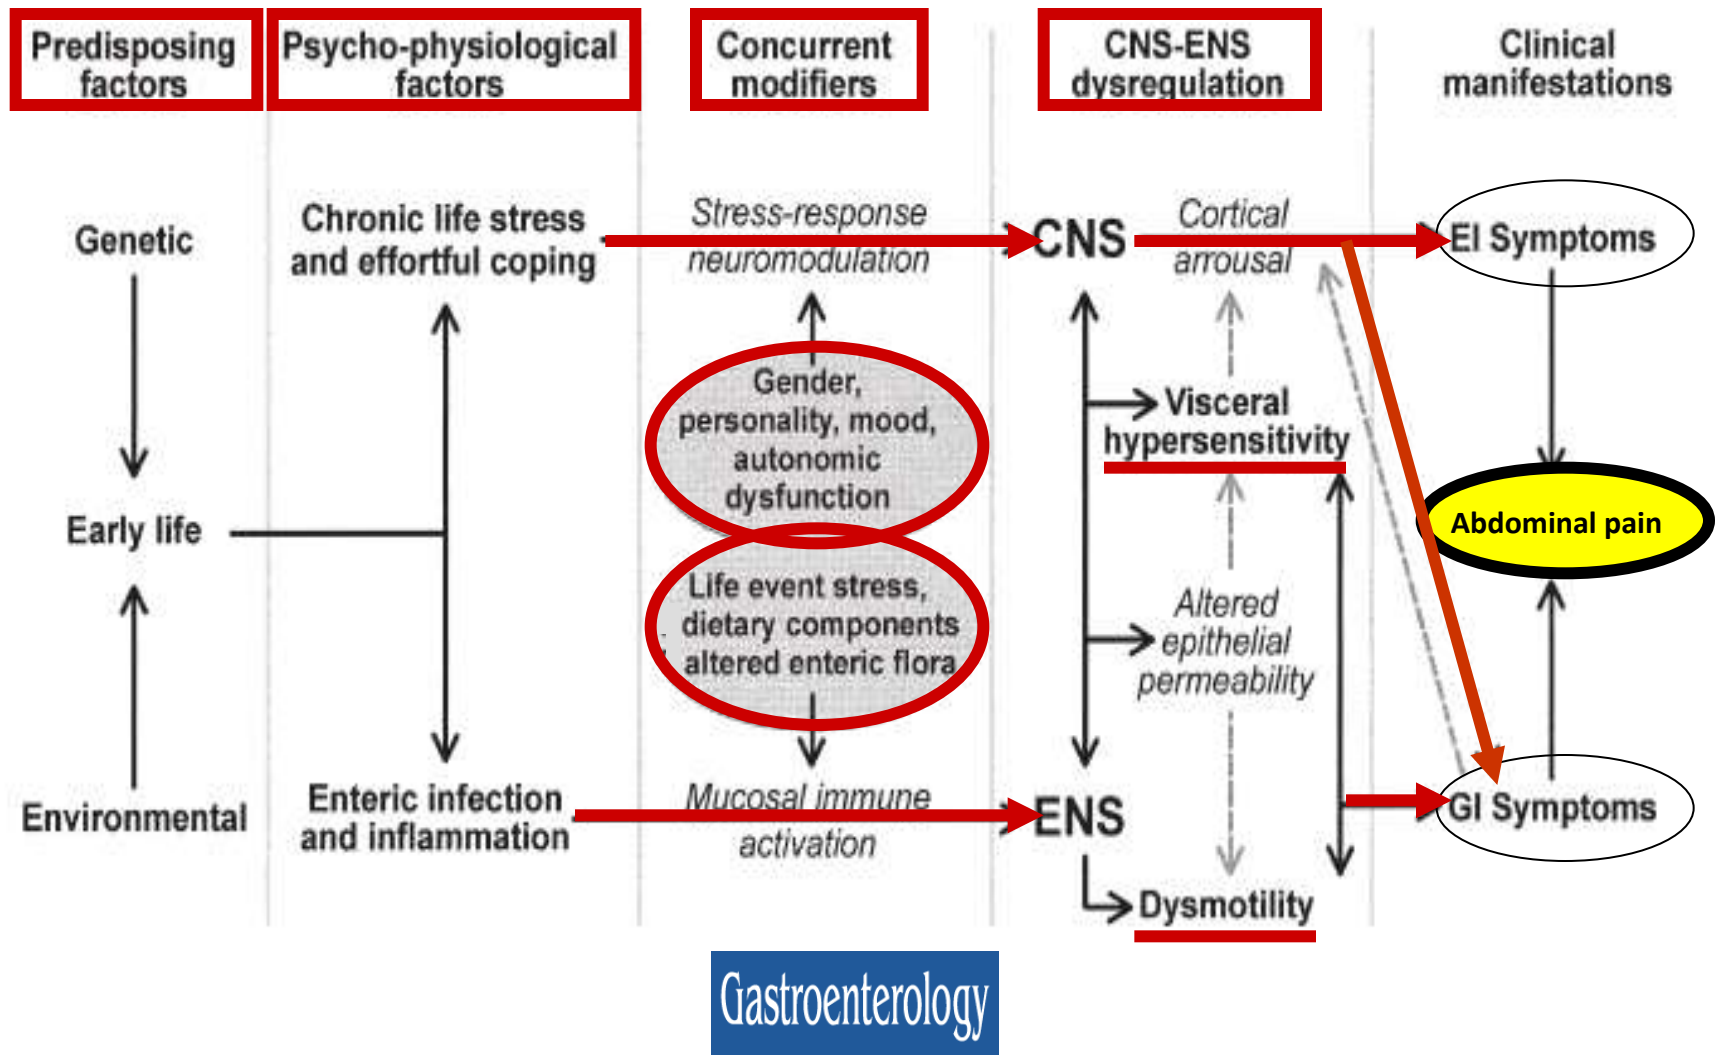 Predisposing
factors
Psycho-physiological
factors
Concurrent
modifiers
CNS-ENS
dysregulation
Clinical
manifestations
Genetic
Early life
Environmental
Chronic life stress
and effortful coping
Enteric infection
and inflammation
Stress-response
neuromodulation
Gender,
personality, mood,
autonomic
dysfunction
Life event stress,
dietary components
altered enteric flora
Mucosal immune
activation
CNS
Cortical
arrousal
Visceral
hypersensitivity
Altered
epithelial
permeability
ENS
Dysmotility
EI Symptoms
Abdominal pain
GI Symptoms
Gastroenterology